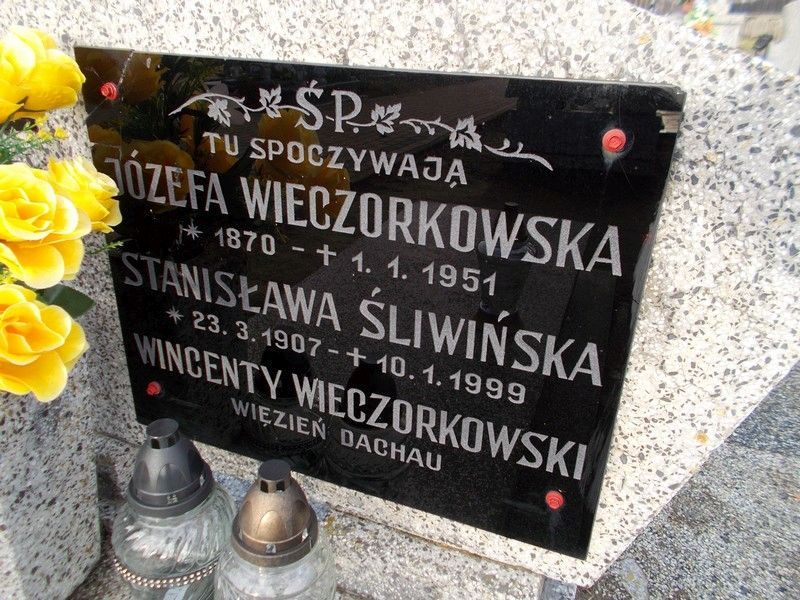 Ś.P.
TU SPOCZYWAJĄ
JÓZEFA WIECZORKOWSKA
* 1870 - + 1. 1. 1951
STANISŁAWA ŚLIWIŃSKA
* 23. 3. 1907 - + 10. 1. 1999
WINCENTY WIECZORKOWSKI
WIĘZIEŃ DACHAU